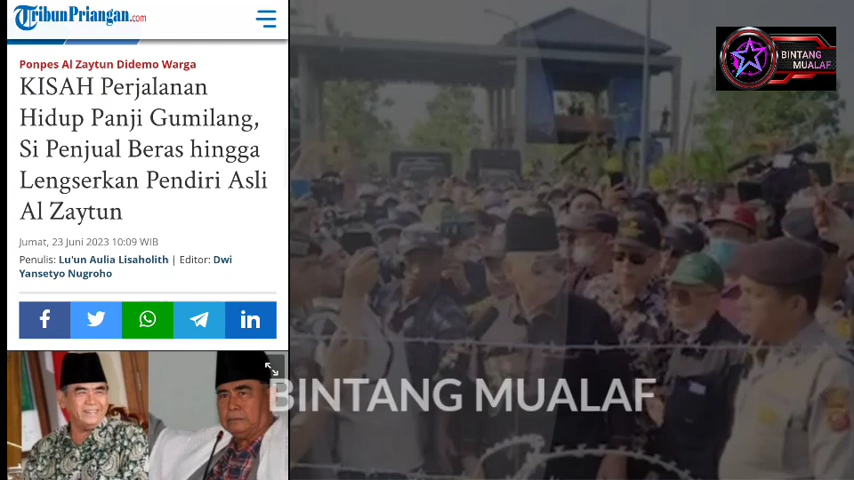 TribunPriangan.com
Ponpes Al Zaytun Didemo Warga
KISAH Perjalanan
Hidup Panji Gumilang,
Si Penjual Beras hingga
Lengserkan Pendiri Asli
Al Zaytun
Jumat, 23 Juni 2023 10:09 WIB
Penulis: Lu'un Aulia Lisaholith | Editor: Dwi
Yansetyo Nugroho
BINTANG
MUALAF
BINTANG MUALAF